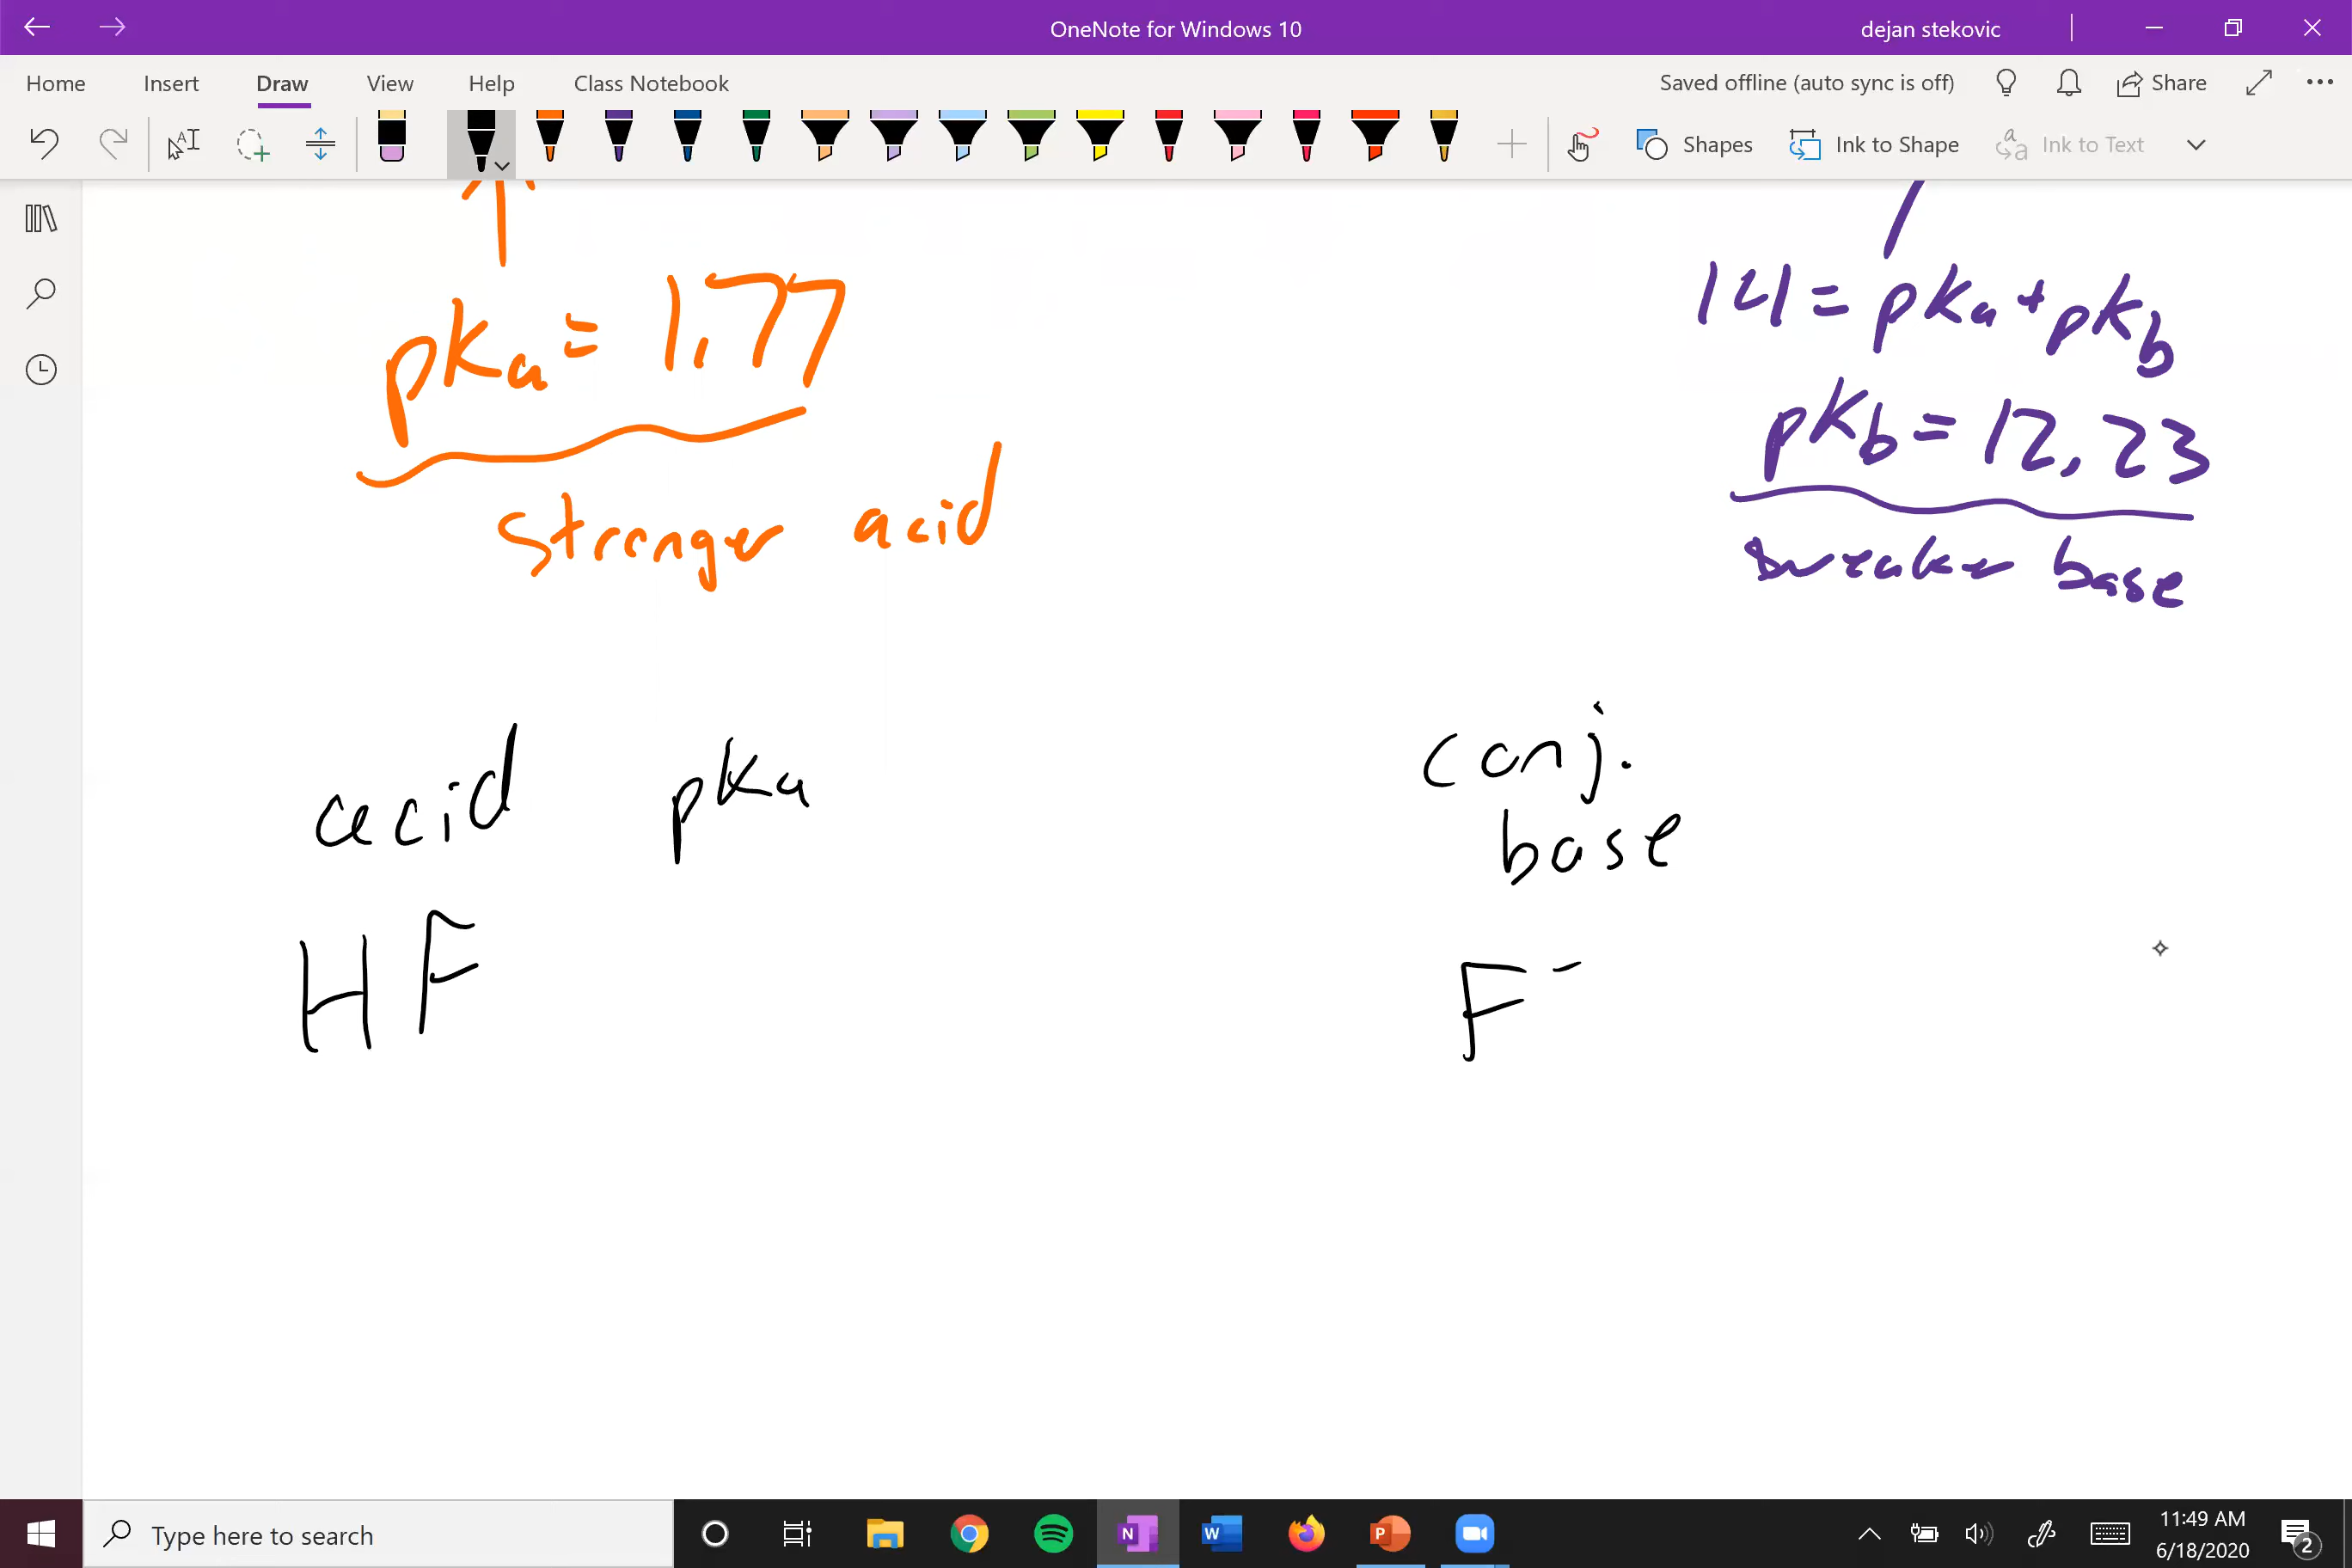 OneNote for Windows 10
dejan stekovic
Home Insert Draw View Help Class Notebook
Saved offline (auto sync is off) Share
Shapes Ink to Shape Ink to Text
pka = 1,77
stronger acid
14 = pka + pkb
pkb = 12,23
weaker base
acid pka
conj.
base
HF
F⁻
Type here to search
11:49 AM
6/18/2020
2